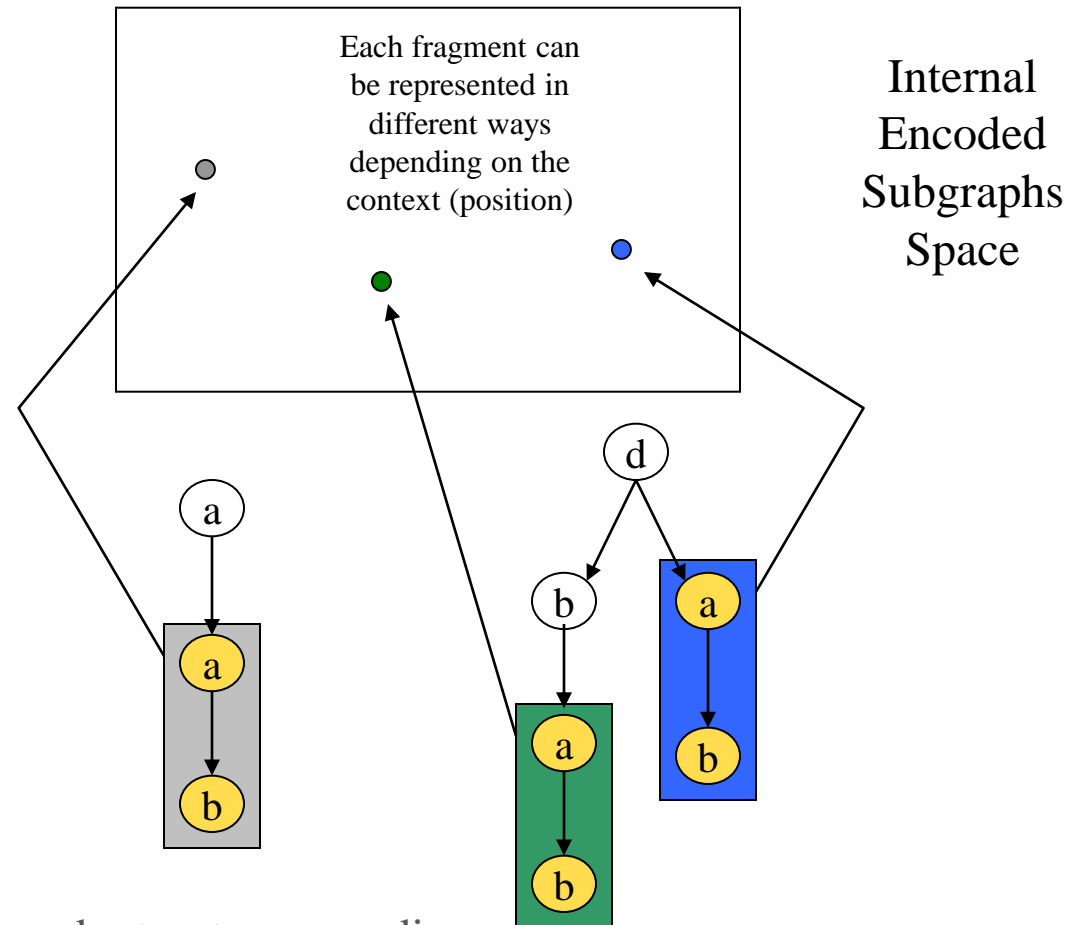 Each fragment can
be represented in
different ways
depending on the
context (position)
Internal
Encoded
Subgraphs
Space
d
a
b
a
a
a
b
b
b